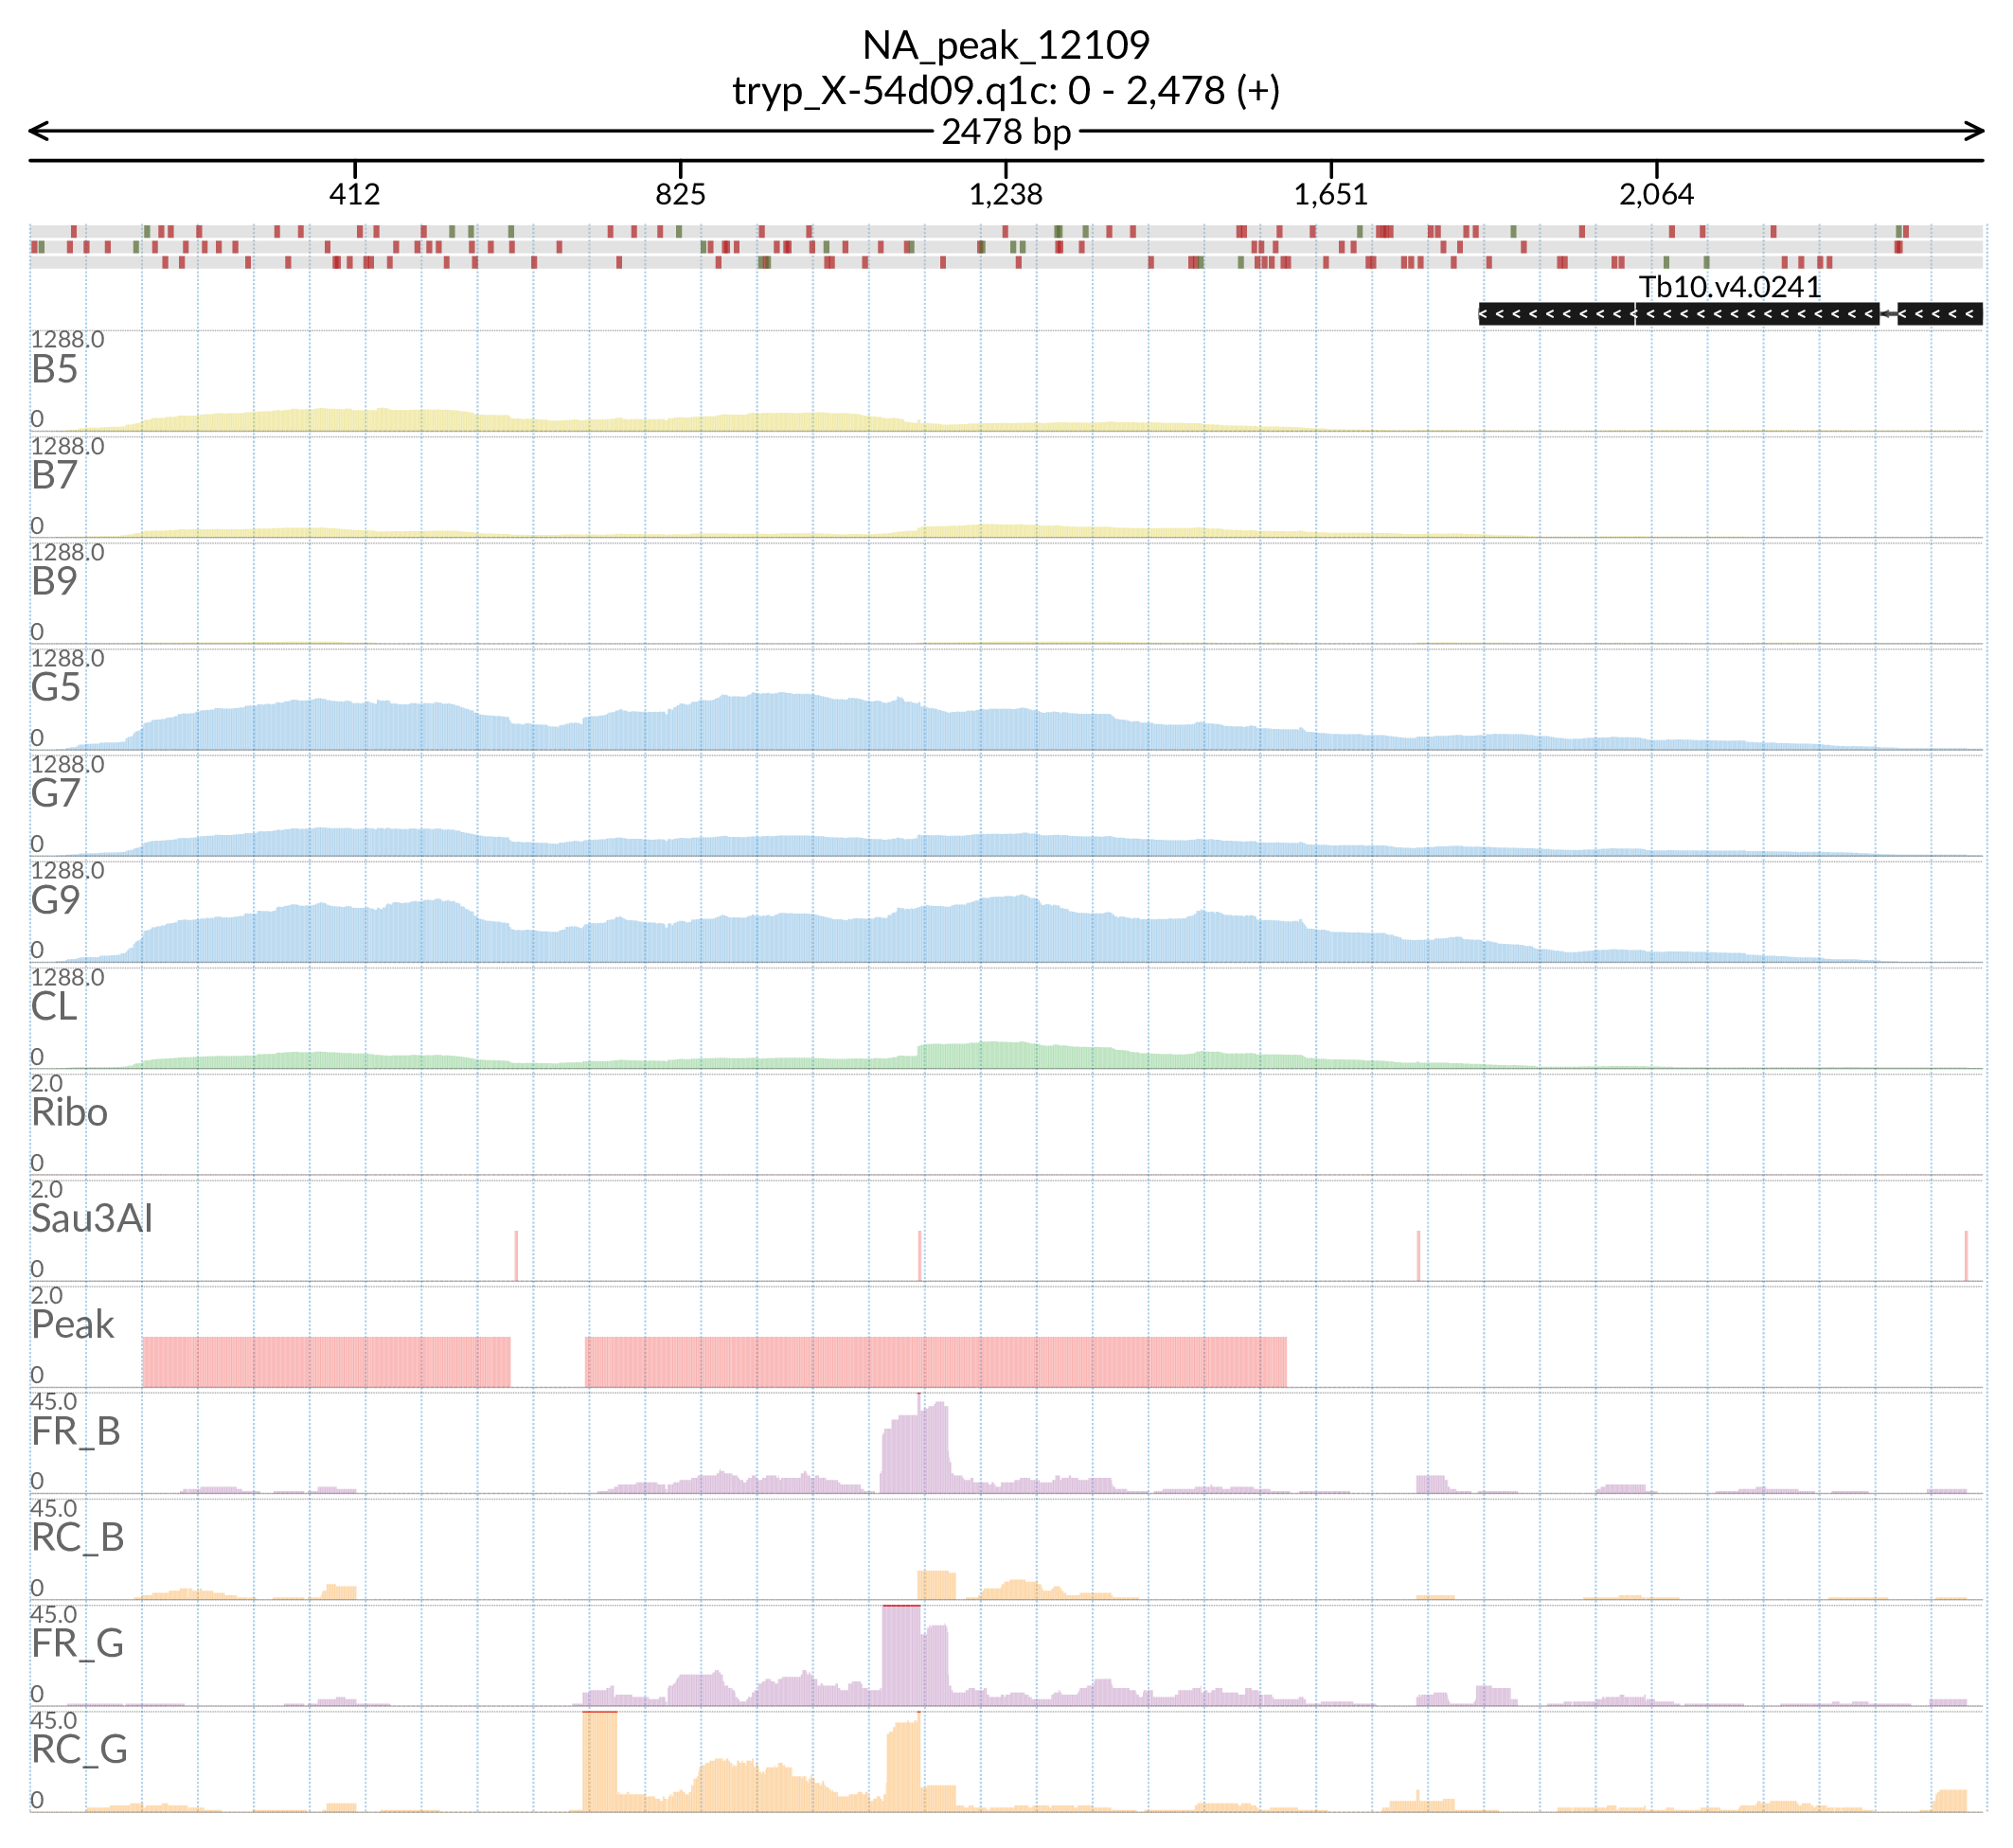 NA_peak_12109
tryp_X-54d09.q1c: 0 - 2,478 (+)
2478 bp
412 825 1,238 1,651 2,064
Tb10.v4.0241
1288.0
B5
0
1288.0
B7
0
1288.0
B9
0
1288.0
G5
0
1288.0
G7
0
1288.0
G9
0
1288.0
CL
0
2.0
Ribo
0
2.0
Sau3AI
0
2.0
Peak
0
45.0
FR_B
0
45.0
RC_B
0
45.0
FR_G
0
45.0
RC_G
0